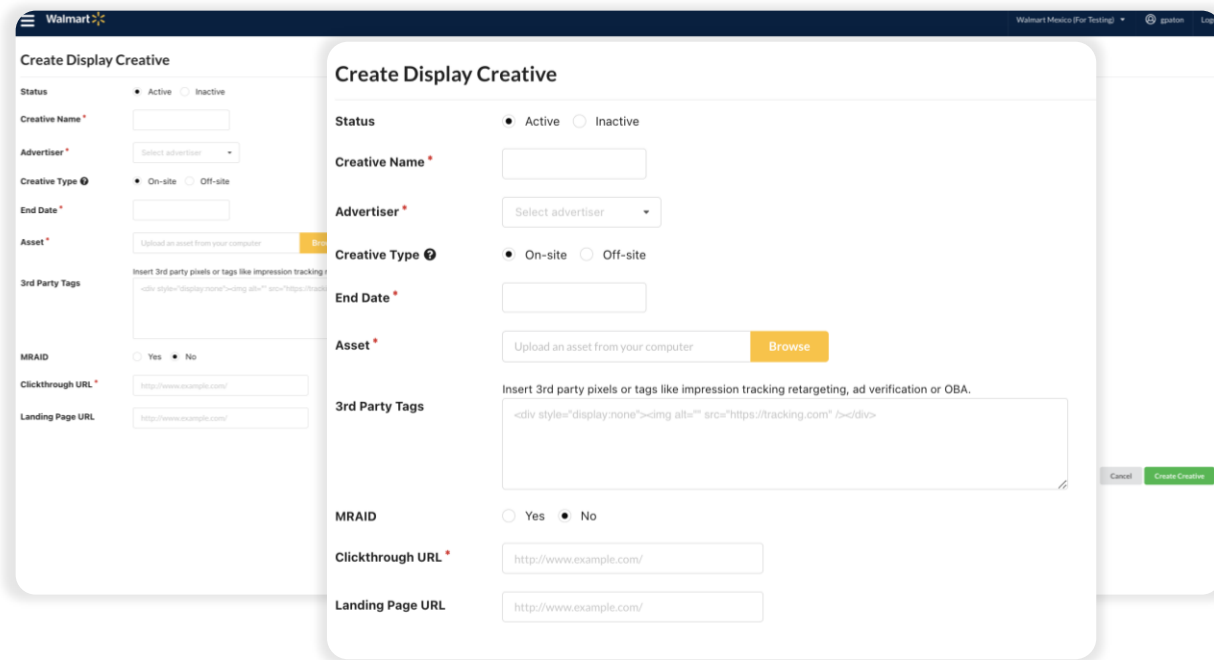 Walmart
Walmart Mexico (For Testing)
gpaton
Create Display Creative
Status
Active
Inactive
Creative Name *
Advertiser *
Select advertiser
Creative Type
On-site
Off-site
End Date *
Asset *
Upload an asset from your computer
Insert 3rd party pixels or tags like impression tracking
3rd Party Tags
<div style="display:none"><img alt="" src="https://track
MRAID
Yes
No
Clickthrough URL *
http://www.example.com/
Landing Page URL
http://www.example.com/
Cancel
Create Creative
Create Display Creative
Status
Active
Inactive
Creative Name *
Advertiser *
Select advertiser
Creative Type
On-site
Off-site
End Date *
Asset *
Upload an asset from your computer
Browse
Insert 3rd party pixels or tags like impression tracking retargeting, ad verification or OBA.
3rd Party Tags
<div style="display:none"><img alt="" src="https://tracking.com" /></div>
MRAID
Yes
No
Clickthrough URL *
http://www.example.com/
Landing Page URL
http://www.example.com/